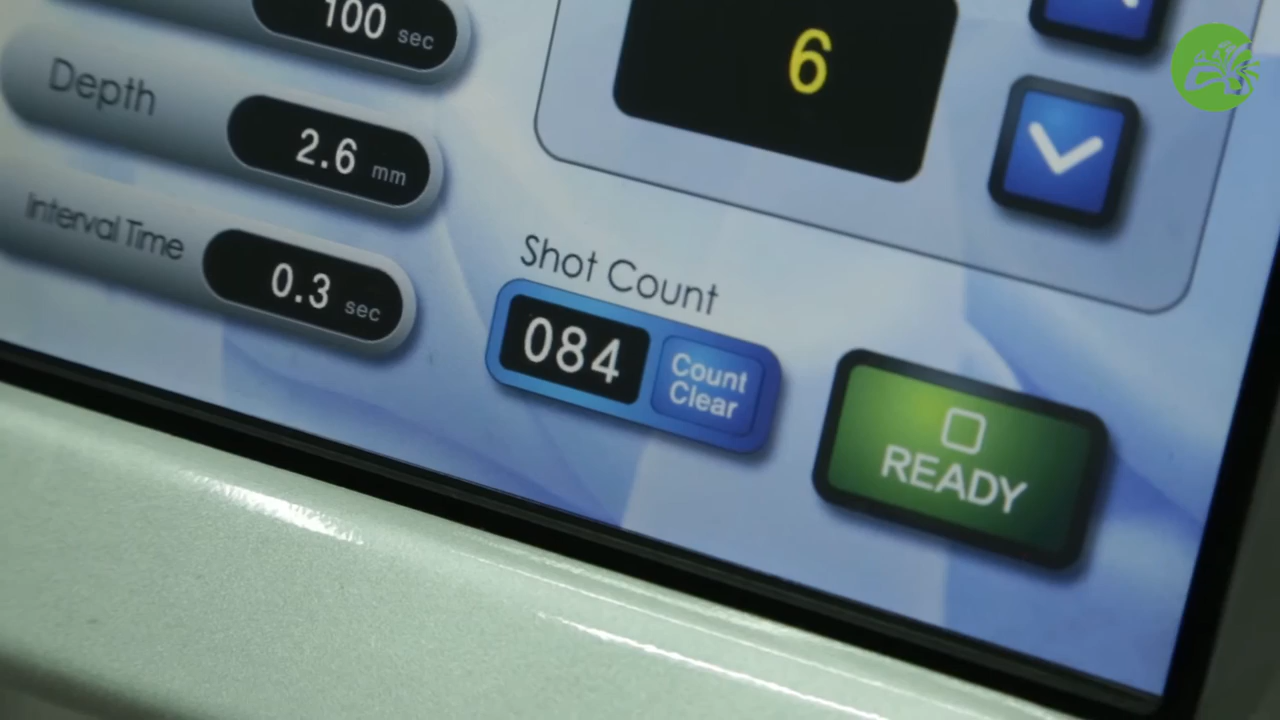 100 sec
6
Depth
2.6 mm
Interval Time
0.3 sec
Shot Count
084
Count
Clear
READY